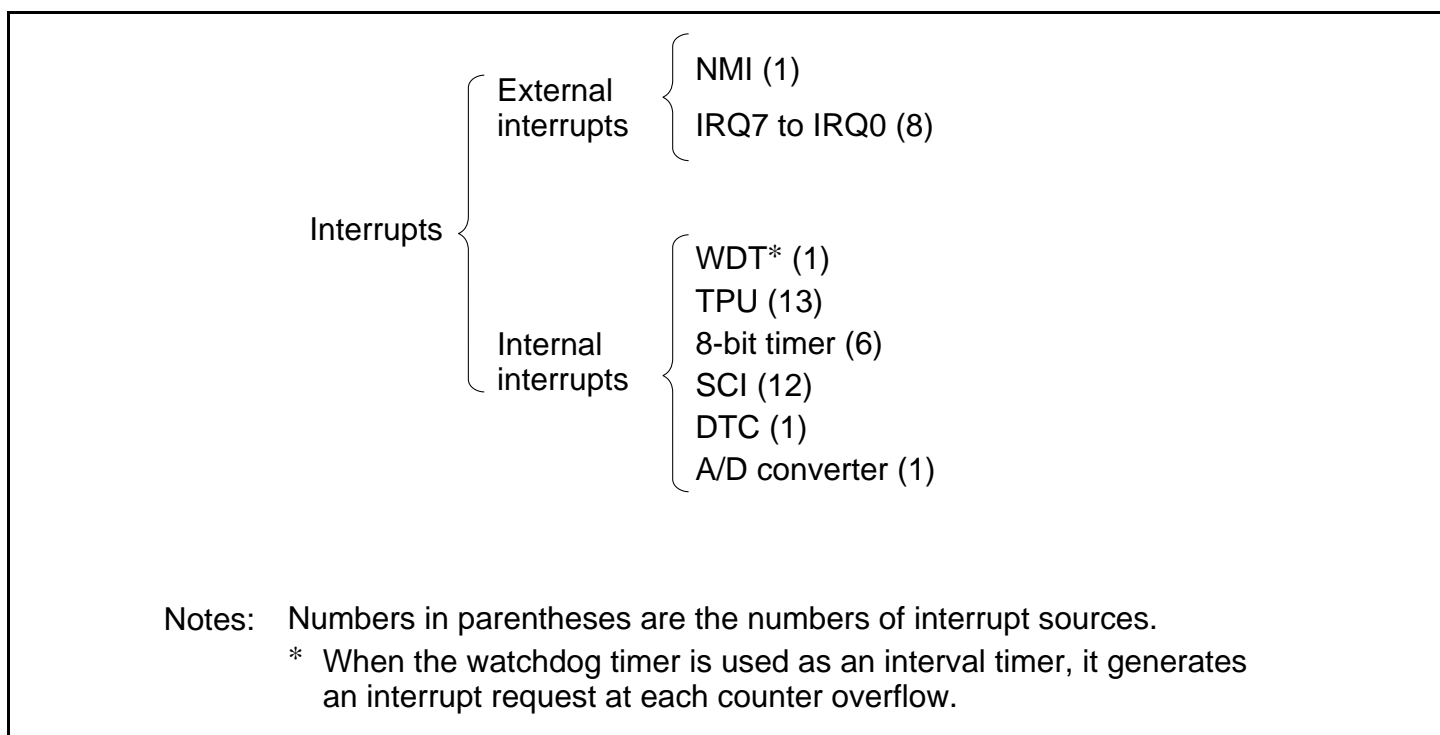 External
interrupts
NMI (1)
IRQ7 to IRQ0 (8)
Interrupts
Internal
interrupts
WDT* (1)
TPU (13)
8-bit timer (6)
SCI (12)
DTC (1)
A/D converter (1)
Notes: Numbers in parentheses are the numbers of interrupt sources.
* When the watchdog timer is used as an interval timer, it generates
an interrupt request at each counter overflow.